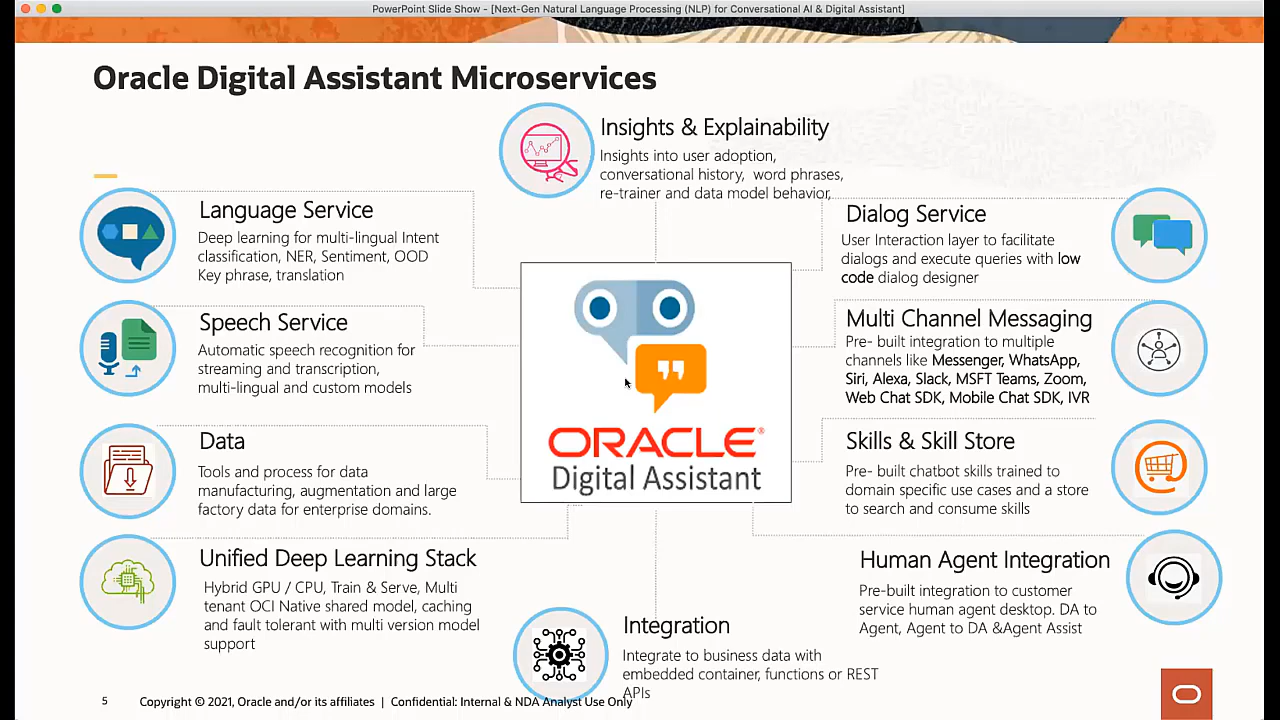 PowerPoint Slide Show - [Next-Gen Natural Language Processing (NLP) for Conversational AI & Digital Assistant]
Oracle Digital Assistant Microservices
Insights & Explainability
Insights into user adoption,
conversational history, word phrases,
re-trainer and data model behavior,
Language Service
Deep learning for multi-lingual Intent
classification, NER, Sentiment, OOD
Key phrase, translation
Speech Service
Automatic speech recognition for
streaming and transcription,
multi-lingual and custom models
Data
Tools and process for data
manufacturing, augmentation and large
factory data for enterprise domains.
Unified Deep Learning Stack
Hybrid GPU / CPU, Train & Serve, Multi
tenant OCI Native shared model, caching
and fault tolerant with multi version model
support
ORACLE®
Digital Assistant
Dialog Service
User Interaction layer to facilitate
dialogs and execute queries with low
code dialog designer
Multi Channel Messaging
Pre- built integration to multiple
channels like Messenger, WhatsApp,
Siri, Alexa, Slack, MSFT Teams, Zoom,
Web Chat SDK, Mobile Chat SDK, IVR
Skills & Skill Store
Pre- built chatbot skills trained to
domain specific use cases and a store
to search and consume skills
Human Agent Integration
Pre-built integration to customer
service human agent desktop. DA to
Agent, Agent to DA &Agent Assist
Integration
Integrate to business data with
embedded container, functions or REST
APIs
5 Copyright © 2021, Oracle and/or its affiliates | Confidential: Internal & NDA Analyst Use Only